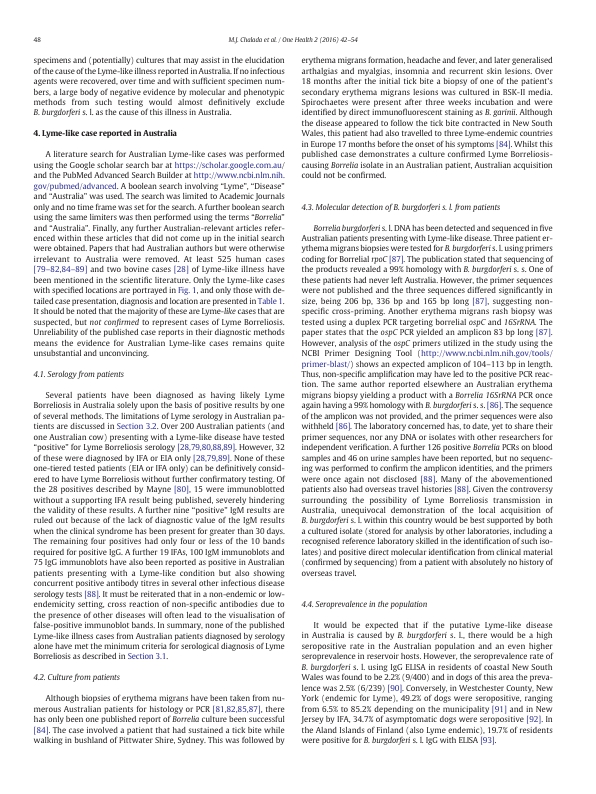 48
M.J. Chalada et al. / One Health 2 (2016) 42–54
specimens and (potentially) cultures that may assist in the elucidation
of the cause of the Lyme-like illness reported in Australia. If no infectious
agents were recovered, over time and with sufficient specimen num-
bers, a large body of negative evidence by molecular and phenotypic
methods from such testing would almost definitively exclude
B. burgdorferi s. l. as the cause of this illness in Australia.
4. Lyme-like case reported in Australia
A literature search for Australian Lyme-like cases was performed
using the Google scholar search bar at https://scholar.google.com/au/
and the PubMed Advanced Search Builder at http://www.ncbi.nlm.nih.
gov/pubmed/advanced. A boolean search involving “Lyme”, “Disease”
and “Australia” was used. The search was limited to Academic Journals
only and no time frame was set for the search. A further boolean search
using the same limiters was then performed using the terms “Borrelia”
and “Australia”. Finally, any further Australian-relevant articles refer-
enced within these articles that did not come up in the initial search
were obtained. Papers that had Australian authors but were otherwise
irrelevant to Australia were removed. At least 525 human cases
[79–82,84–89] and two bovine cases [28] of Lyme-like illness have
been mentioned in the scientific literature. Only the Lyme-like cases
with specified locations are portrayed in Fig. 1, and only those with de-
tailed case presentation, diagnosis and location are presented in Table 1.
It should be noted that the majority of these are Lyme-like cases that are
suspected, but not confirmed to represent cases of Lyme Borreliosis.
Unreliability of the published case reports in their diagnostic methods
means the evidence for Australian Lyme-like cases remains quite
unsubstantial and unconvincing.
4.1. Serology from patients
Several patients have been diagnosed as having likely Lyme
Borreliosis in Australia solely upon the basis of positive results by one
of several methods. The limitations of Lyme serology in Australian pa-
tients are discussed in Section 3.2. Over 200 Australian patients (and
one Australian cow) presenting with a Lyme-like disease have tested
“positive” for Lyme Borreliosis serology [28,79,80,88,89]. However, 32
of these were diagnosed by IFA or EIA only [28,79,89]. None of these
one-tiered tested patients (EIA or IFA only) can be definitively consid-
ered to have Lyme Borreliosis without further confirmatory testing. Of
the 28 positives described by Mayne [80], 15 were immunoblotted
without a supporting IFA result being published, severely hindering
the validity of these results. A further nine “positive” IgM results are
ruled out because of the lack of diagnostic value of the IgM results
when the clinical syndrome has been present for greater than 30 days.
The remaining four positives had only four or less of the 10 bands
required for positive IgG. A further 19 IFAs, 100 IgM immunoblots and
75 IgG immunoblots have also been reported as positive in Australian
patients presenting with a Lyme-like condition but also showing
concurrent positive antibody titres in several other infectious disease
serology tests [88]. It must be reiterated that in a non-endemic or low-
endemicity setting, cross reaction of non-specific antibodies due to
the presence of other diseases will often lead to the visualisation of
false-positive immunoblot bands. In summary, none of the published
Lyme-like illness cases from Australian patients diagnosed by serology
alone have met the minimum criteria for serological diagnosis of Lyme
Borreliosis as described in Section 3.1.
4.2. Culture from patients
Although biopsies of erythema migrans have been taken from nu-
merous Australian patients for histology or PCR [81,82,85,87], there
has only been one published report of Borrelia culture been successful
[84]. The case involved a patient that had sustained a tick bite while
walking in bushland of Pittwater Shire, Sydney. This was followed by
erythema migrans formation, headache and fever, and later generalised
arthalgias and myalgias, insomnia and recurrent skin lesions. Over
18 months after the initial tick bite a biopsy of one of the patient's
secondary erythema migrans lesions was cultured in BSK-II media.
Spirochaetes were present after three weeks incubation and were
identified by direct immunofluorescent staining as B. garinii. Although
the disease appeared to follow the tick bite contracted in New South
Wales, this patient had also travelled to three Lyme-endemic countries
in Europe 17 months before the onset of his symptoms [84]. Whilst this
published case demonstrates a culture confirmed Lyme Borreliosis-
causing Borrelia isolate in an Australian patient, Australian acquisition
could not be confirmed.
4.3. Molecular detection of B. burgdorferi s. l. from patients
Borrelia burgdorferi s. l. DNA has been detected and sequenced in five
Australian patients presenting with Lyme-like disease. Three patient er-
ythema migrans biopsies were tested for B. burgdorferi s. l. using primers
coding for Borrelial rpoC [87]. The publication stated that sequencing of
the products revealed a 99% homology with B. burgdorferi s. s. One of
these patients had never left Australia. However, the primer sequences
were not published and the three sequences differed significantly in
size, being 206 bp, 336 bp and 165 bp long [87], suggesting non-
specific cross-priming. Another erythema migrans rash biopsy was
tested using a duplex PCR targeting borrelial ospC and 16SrRNA. The
paper states that the ospC PCR yielded an amplicon 83 bp long [87].
However, analysis of the ospC primers utilized in the study using the
NCBI Primer Designing Tool (http://www.ncbi.nlm.nih.gov/tools/
primer-blast/) shows an expected amplicon of 104–113 bp in length.
Thus, non-specific amplification may have led to the positive PCR reac-
tion. The same author reported elsewhere an Australian erythema
migrans biopsy yielding a product with a Borrelia 16SrRNA PCR once
again having a 99% homology with B. burgdorferi s. s. [86]. The sequence
of the amplicon was not provided, and the primer sequences were also
withheld [86]. The laboratory concerned has, to date, yet to share their
primer sequences, nor any DNA or isolates with other researchers for
independent verification. A further 126 positive Borrelia PCRs on blood
samples and 46 on urine samples have been reported, but no sequenc-
ing was performed to confirm the amplicon identities, and the primers
were once again not disclosed [88]. Many of the abovementioned
patients also had overseas travel histories [88]. Given the controversy
surrounding the possibility of Lyme Borreliosis transmission in
Australia, unequivocal demonstration of the local acquisition of
B. burgdorferi s. l. within this country would be best supported by both
a cultured isolate (stored for analysis by other laboratories, including a
recognised reference laboratory skilled in the identification of such iso-
lates) and positive direct molecular identification from clinical material
(confirmed by sequencing) from a patient with absolutely no history of
overseas travel.
4.4. Seroprevalence in the population
It would be expected that if the putative Lyme-like disease
in Australia is caused by B. burgdorferi s. l., there would be a high
seropositive rate in the Australian population and an even higher
seroprevalence in reservoir hosts. However, the seroprevalence rate of
B. burgdorferi s. l. using IgG ELISA in residents of coastal New South
Wales was found to be 2.2% (9/400) and in dogs of this area the preva-
lence was 2.5% (6/239) [90]. Conversely, in Westchester County, New
York (endemic for Lyme), 49.2% of dogs were seropositive, ranging
from 6.5% to 85.2% depending on the municipality [91] and in New
Jersey by IFA, 34.7% of asymptomatic dogs were seropositive [92]. In
the Aland Islands of Finland (also Lyme endemic), 19.7% of residents
were positive for B. burgdorferi s. l. IgG with ELISA [93].